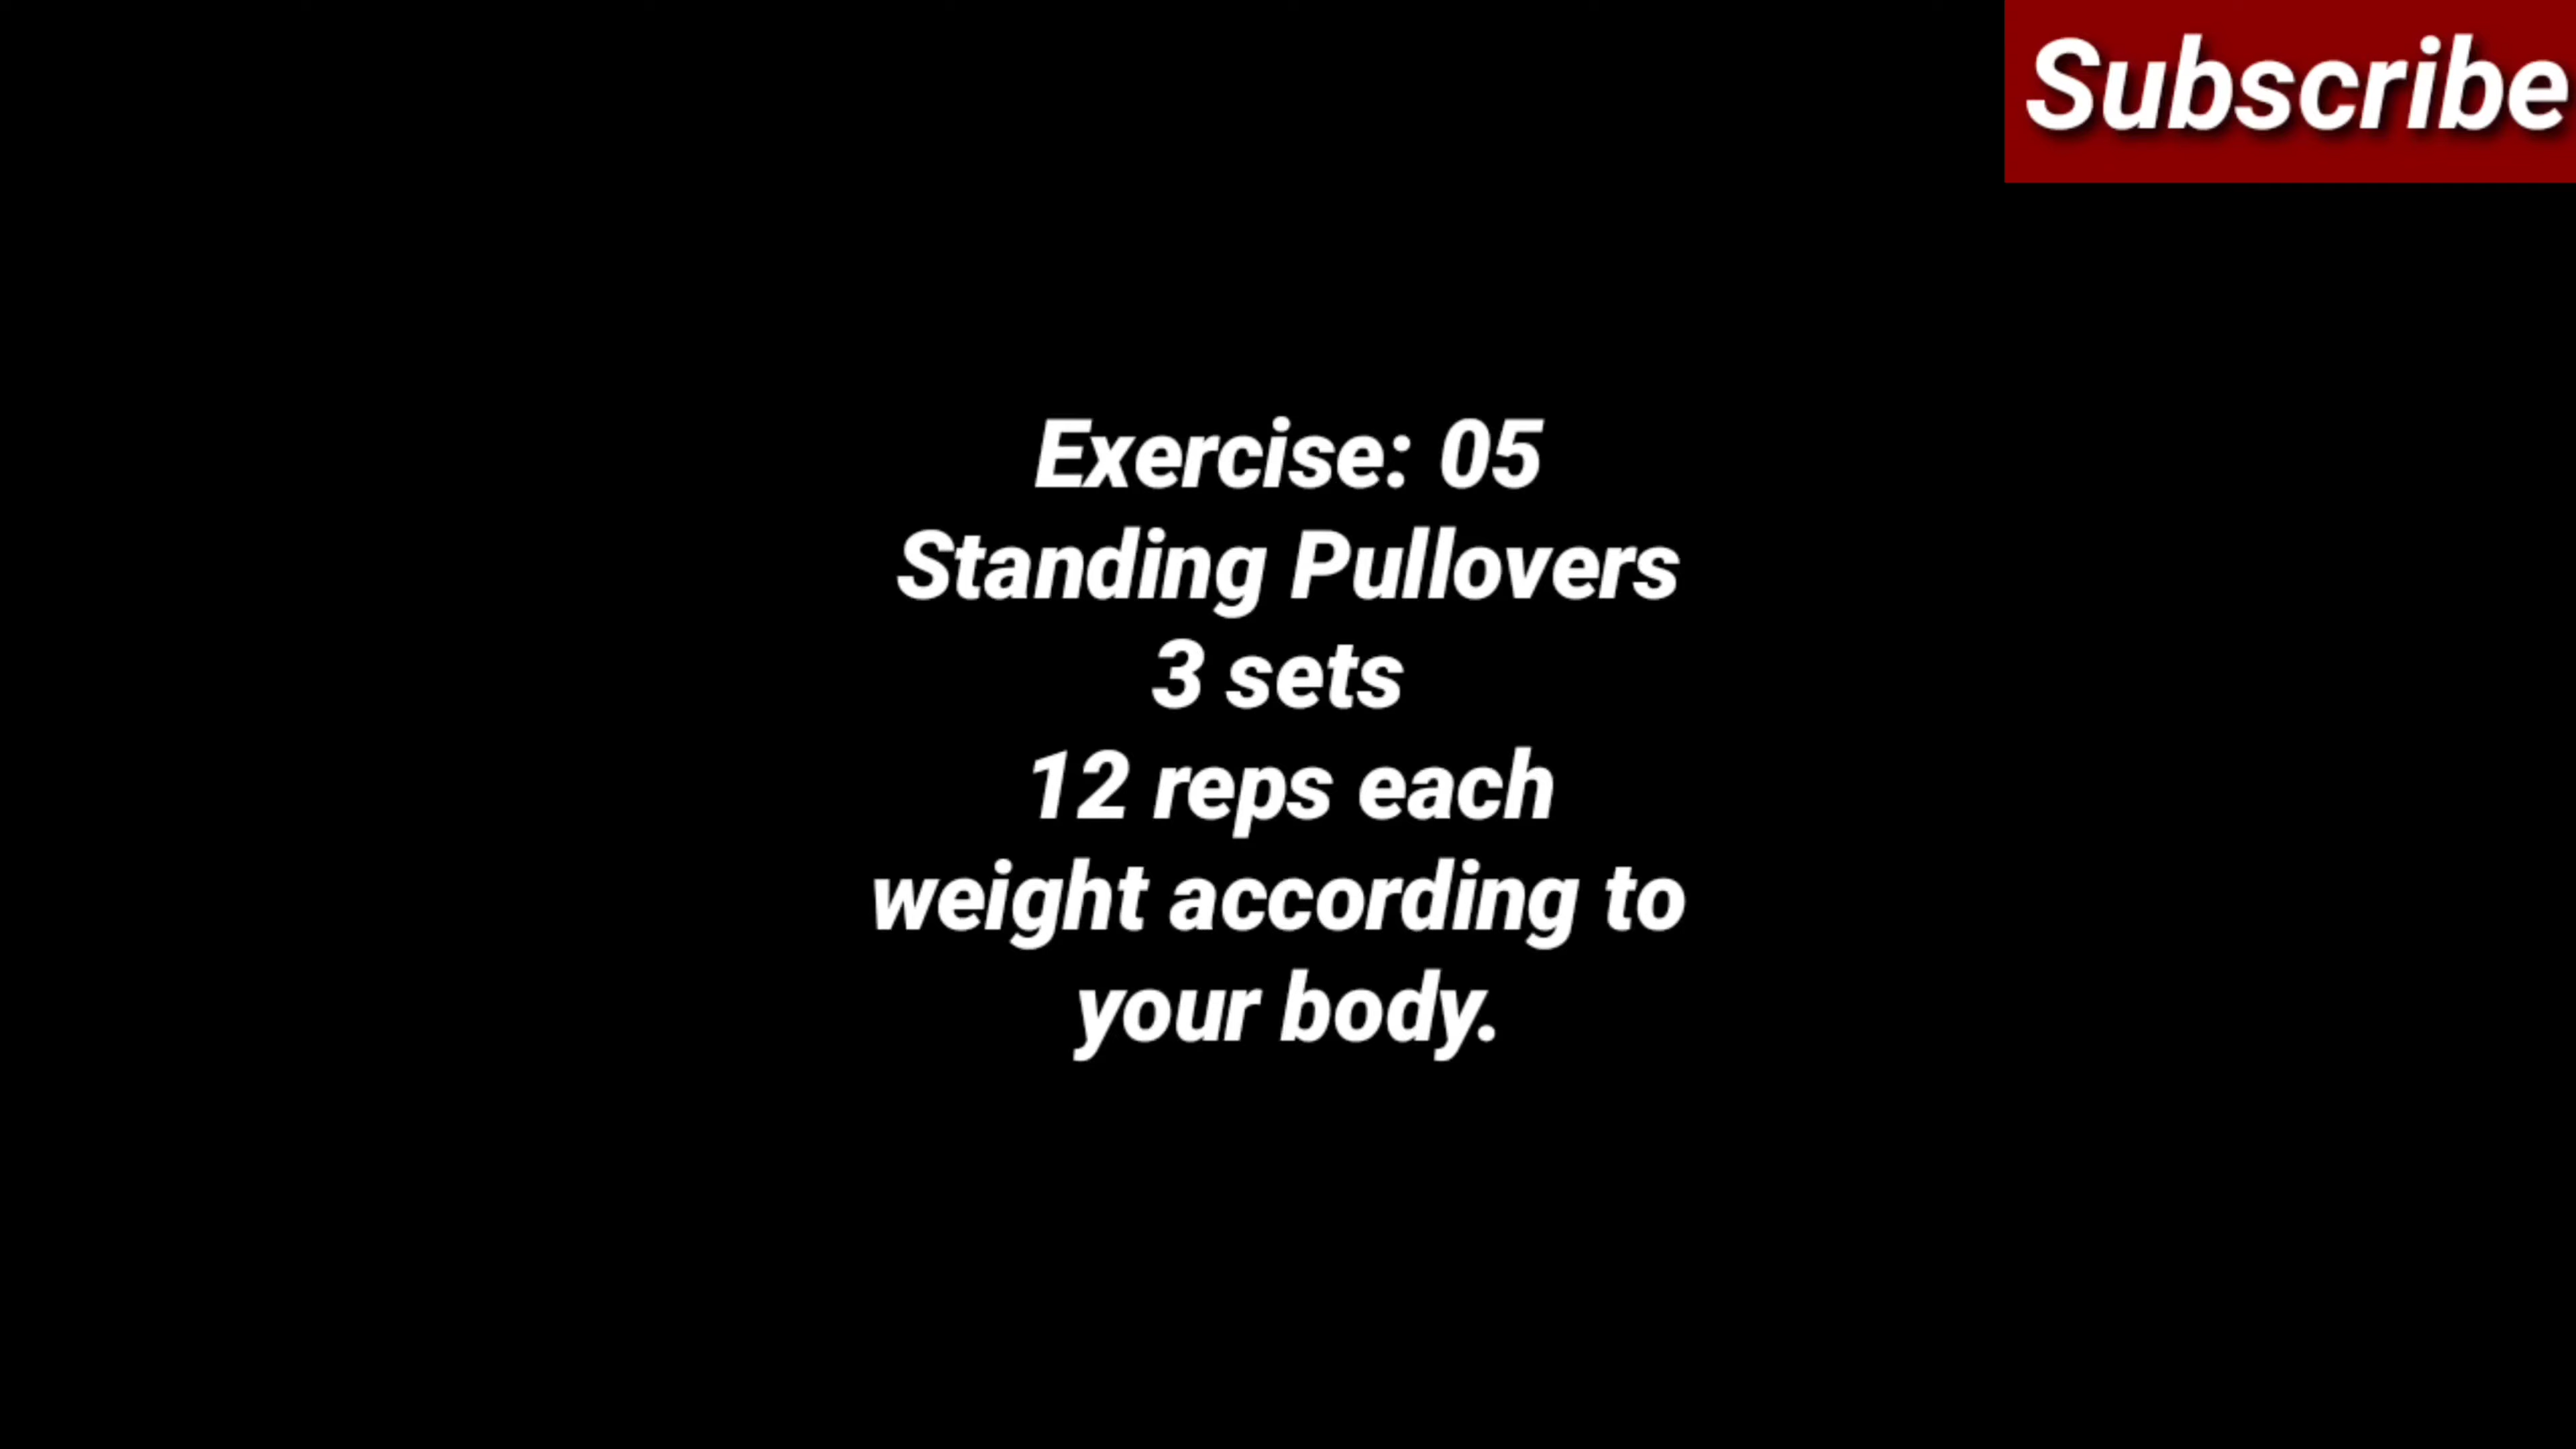 Subscribe
Exercise: 05
Standing Pullovers
3 sets
12 reps each
weight according to
your body.